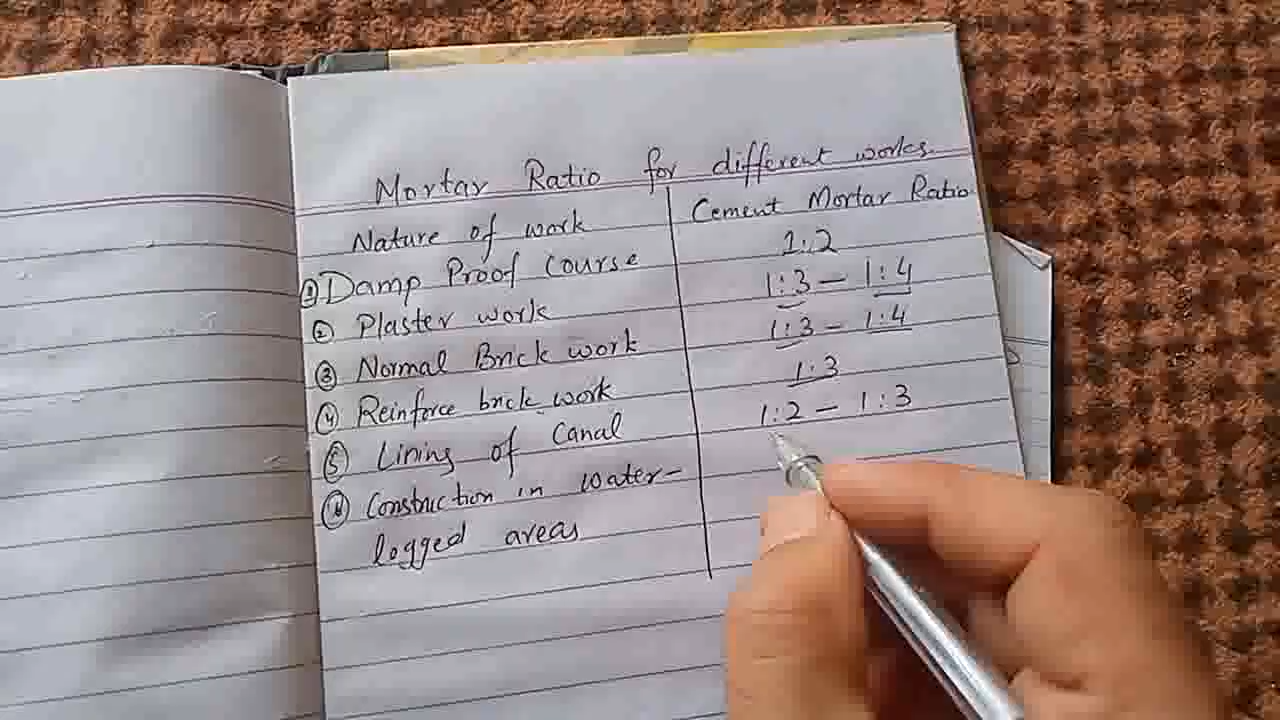 Mortar Ratio for different works.
Nature of work Cement Mortar Ratio
① Damp Proof Course 1:2
② Plaster work 1:3 – 1:4
③ Normal Brick work 1:3 – 1:4
④ Reinforce brick work 1:3
⑤ Lining of Canal 1:2 – 1:3
⑥ Construction in water-
logged areas